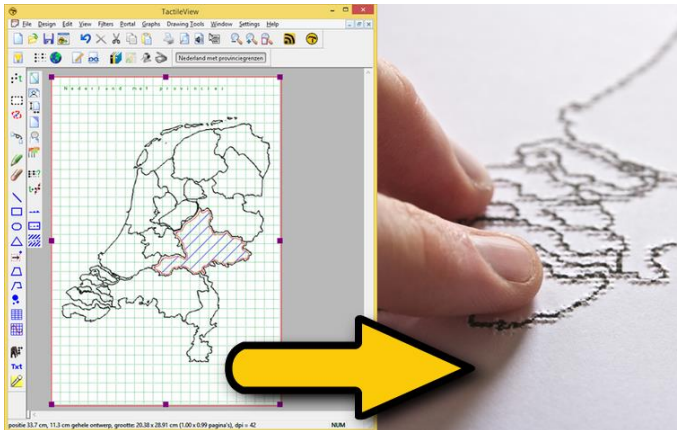 TactileView
File Design Edit View Filters Portal Graphs Drawing Tools Window Settings Help
Nederland met provinciegrenzen
Nederland met provincies
Txt
positie 33.7 cm, 11.3 cm gehele ontwerp, grootte: 20.38 x 28.91 cm (1.00 x 0.99 pagina's), dpi = 42 NUM